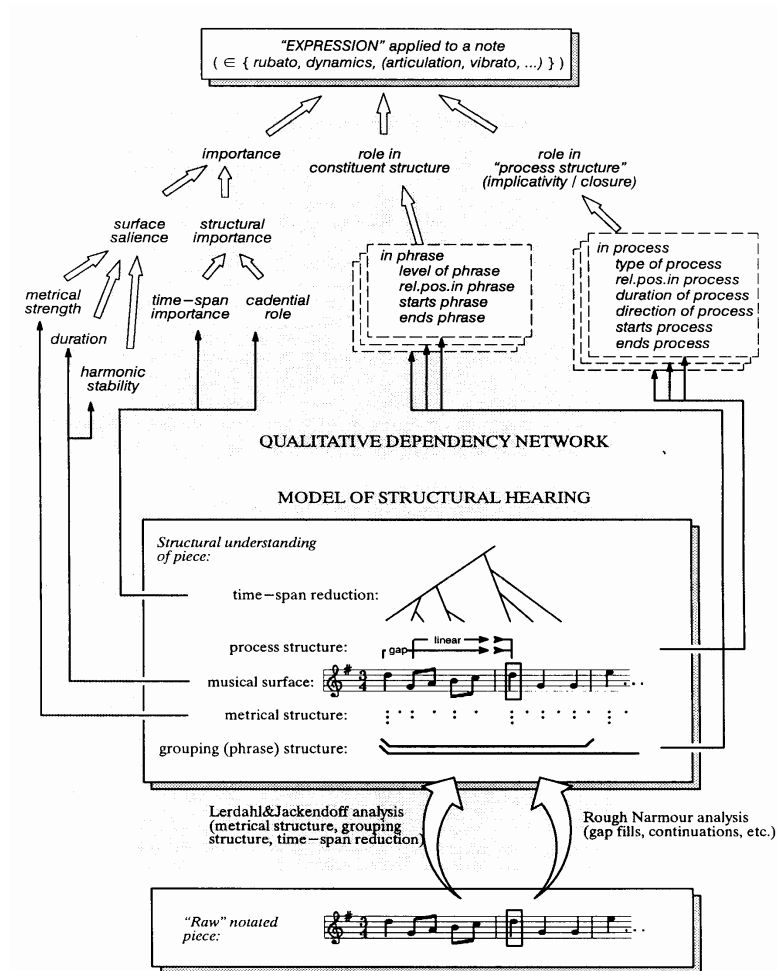 "EXPRESSION" applied to a note
( ∈ { rubato, dynamics, (articulation, vibrato, ...) } )
importance
role in
constituent structure
role in
"process structure"
(implicativity / closure)
surface
salience
structural
importance
metrical
strength
duration
harmonic
stability
time-span
importance
cadential
role
in phrase
level of phrase
rel.pos.in phrase
starts phrase
ends phrase
in process
type of process
rel.pos.in process
duration of process
direction of process
starts process
ends process
QUALITATIVE DEPENDENCY NETWORK
MODEL OF STRUCTURAL HEARING
Structural understanding
of piece:
time-span reduction:
process structure:
gap
linear
musical surface:
3
4
...
metrical structure:
grouping (phrase) structure:
Lerdahl&Jackendoff analysis
(metrical structure, grouping
structure, time-span reduction)
Rough Narmour analysis
(gap fills, continuations, etc.)
"Raw" notated
piece:
3
4
...